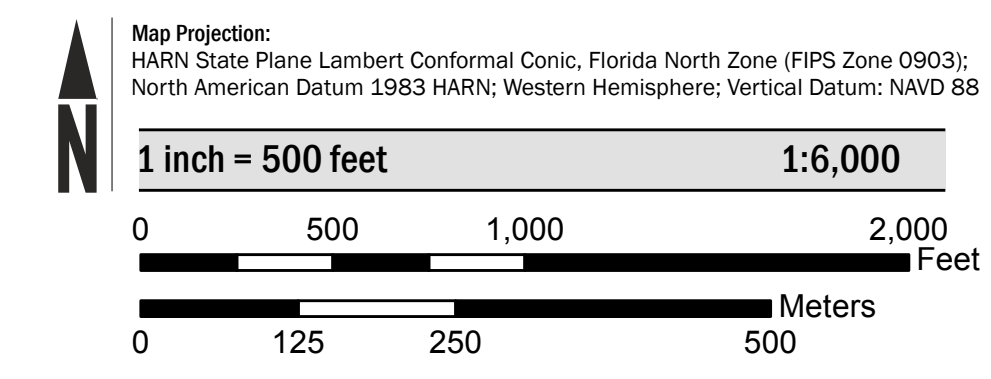 Map Projection:
HARN State Plane Lambert Conformal Conic, Florida North Zone (FIPS Zone 0903);
North American Datum 1983 HARN; Western Hemisphere; Vertical Datum: NAVD 88
N
1 inch = 500 feet 1:6,000
0 500 1,000 2,000
Feet
Meters
0 125 250 500